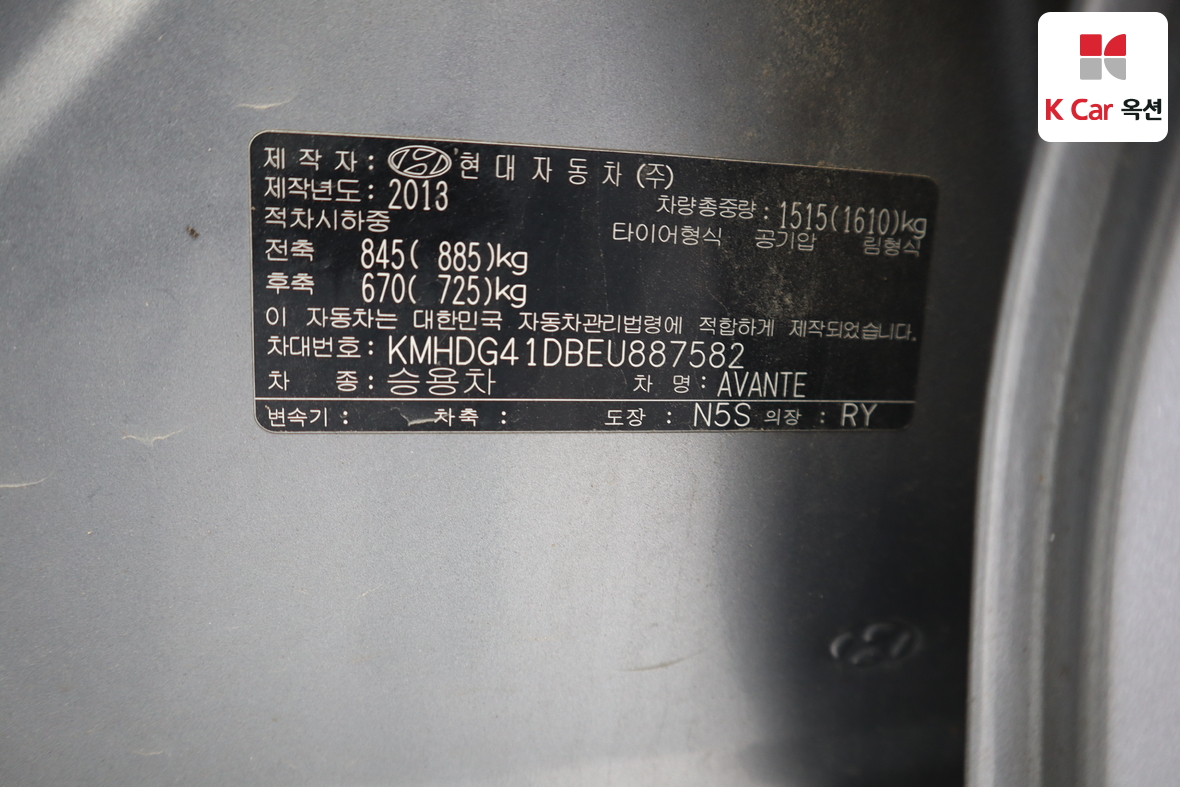 K Car 옥션
제 작 자 : 현 대 자 동 차 (주)
제작년도 : 2013
차량총중량 : 1515(1610)kg
적차시하중
타이어형식 공기압 림형식
전축 845( 885)kg
후축 670( 725)kg
이 자동차는 대한민국 자동차관리법령에 적합하게 제작되었습니다.
차대번호 : KMHDG41DBEU887582
차 종 : 승용차 차 명 : AVANTE
변속기 : 차축 : 도장 : N5S 의장 : RY